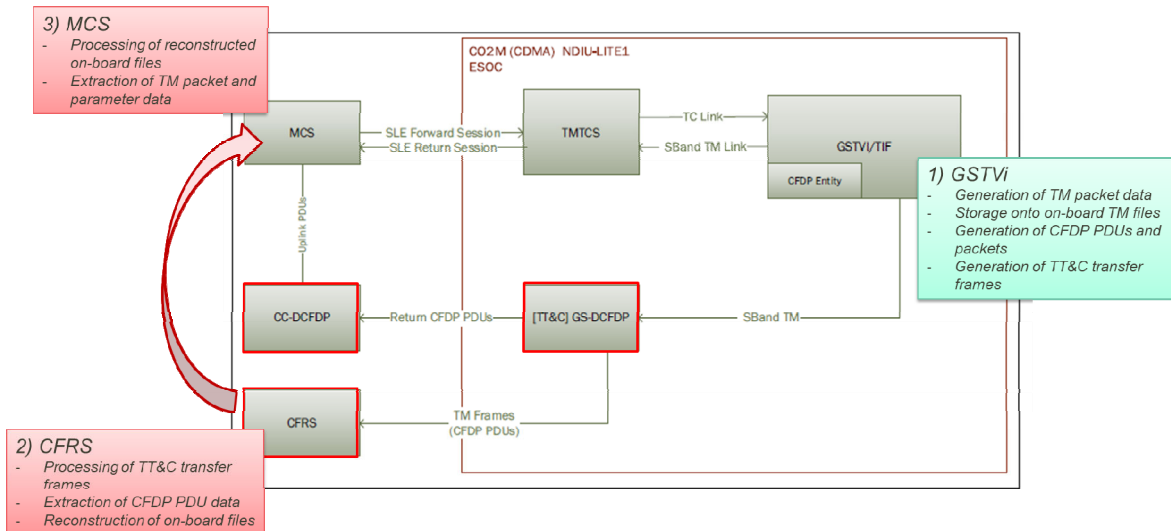 3) MCS
- Processing of reconstructed
on-board files
- Extraction of TM packet and
parameter data
CO2M (CDMA) NDIU-LITE1
ESOC
MCS
SLE Forward Session
SLE Return Session
TMTCS
TC Link
SBand TM Link
GSTVI/TIF
CFDP Entity
1) GSTVi
- Generation of TM packet data
- Storage onto on-board TM files
- Generation of CFDP PDUs and
packets
- Generation of TT&C transfer
frames
Uplink PDUs
CC-DCFDP
Return CFDP PDUs
[TT&C] GS-DCFDP
SBand TM
CFRS
TM Frames
(CFDP PDUs)
2) CFRS
- Processing of TT&C transfer
frames
- Extraction of CFDP PDU data
- Reconstruction of on-board files